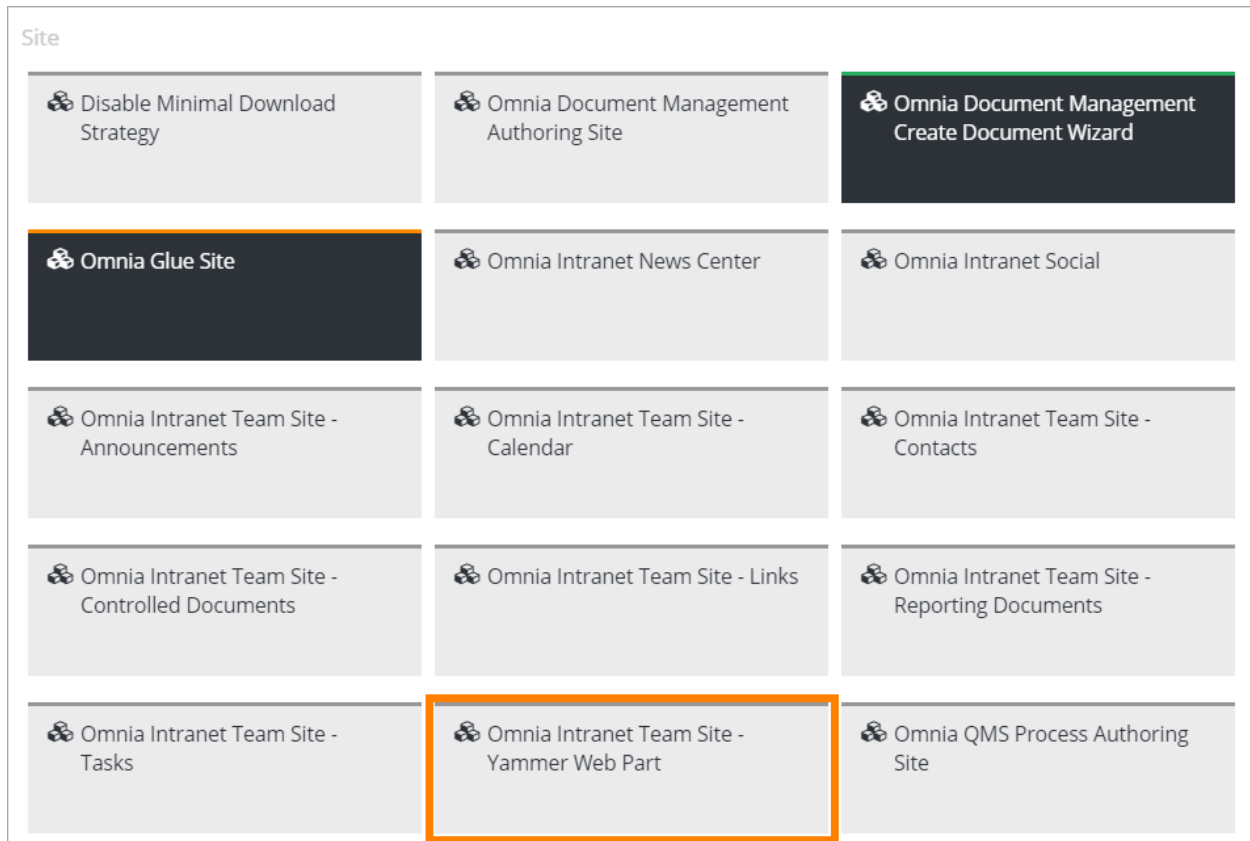 Site
Disable Minimal Download
Strategy
Omnia Document Management
Authoring Site
Omnia Document Management
Create Document Wizard
Omnia Glue Site
Omnia Intranet News Center
Omnia Intranet Social
Omnia Intranet Team Site -
Announcements
Omnia Intranet Team Site -
Calendar
Omnia Intranet Team Site -
Contacts
Omnia Intranet Team Site -
Controlled Documents
Omnia Intranet Team Site - Links
Omnia Intranet Team Site -
Reporting Documents
Omnia Intranet Team Site -
Tasks
Omnia Intranet Team Site -
Yammer Web Part
Omnia QMS Process Authoring
Site